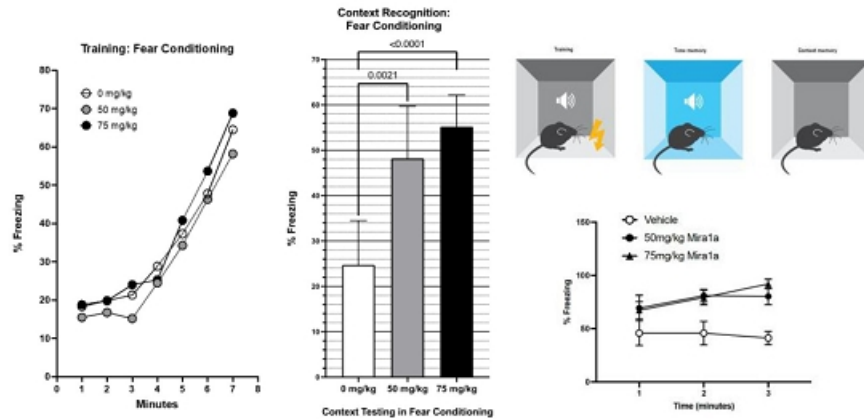 Training: Fear Conditioning
0 mg/kg
50 mg/kg
75 mg/kg
% Freezing
80
70
60
50
40
30
20
10
0
0 1 2 3 4 5 6 7 8
Minutes
Context Recognition:
Fear Conditioning
<0.0001
0.0021
% Freezing
70
60
50
40
30
20
10
0
0 mg/kg 50 mg/kg 75 mg/kg
Context Testing in Fear Conditioning
Training
Tone memory
Context memory
Vehicle
50mg/kg Mira1a
75mg/kg Mira1a
% Freezing
150
100
50
0
1 2 3
Time (minutes)